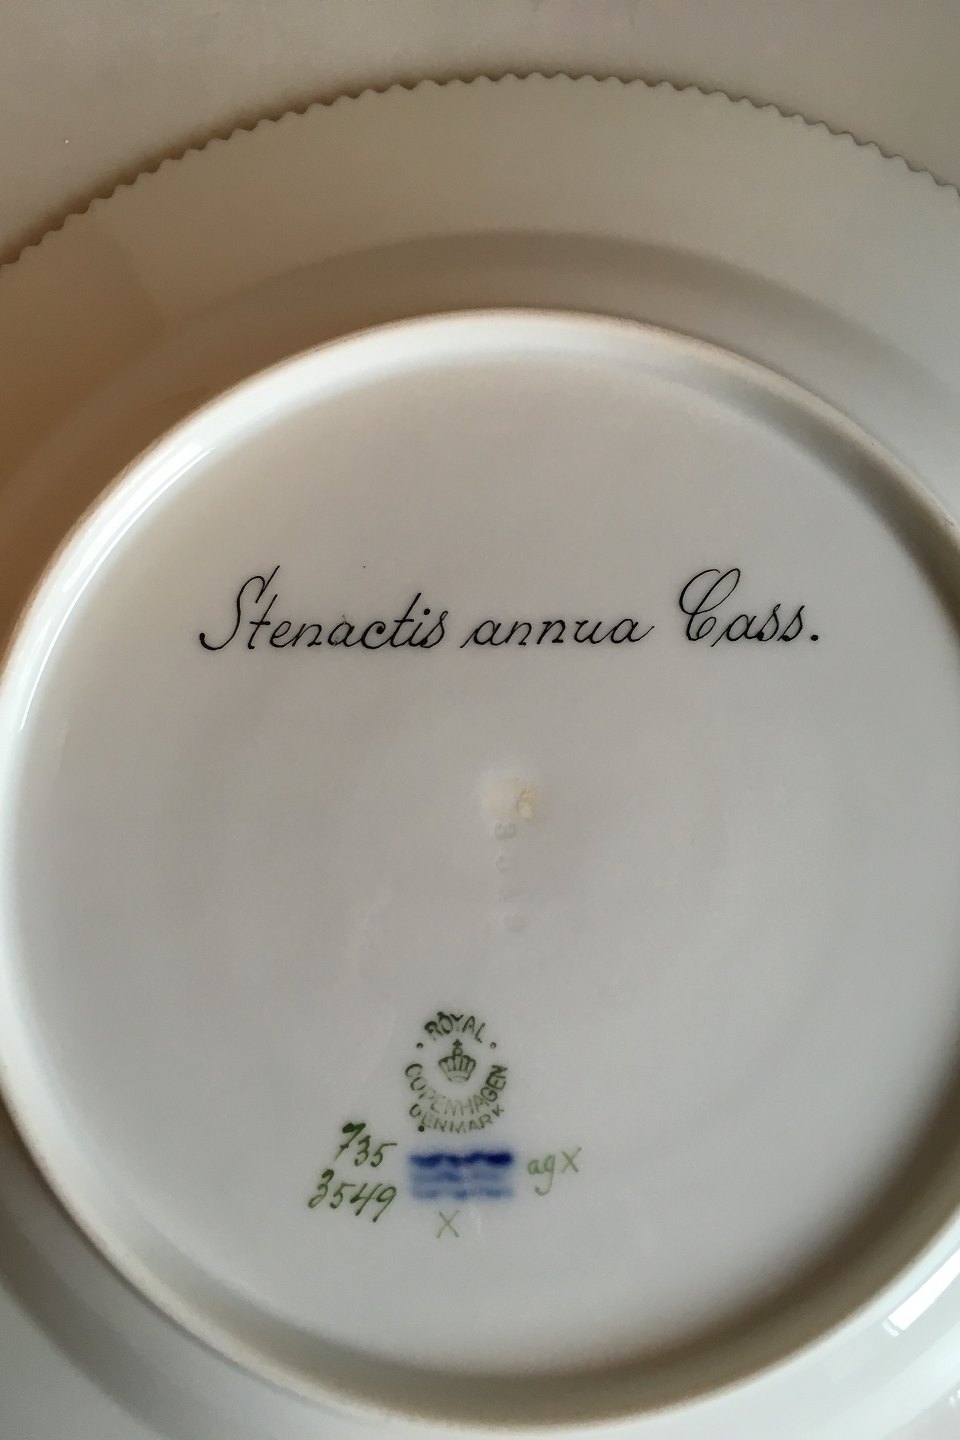 Stenactis annua Cass.
ROYAL
COPENHAGEN
DENMARK
735
3549
agX
X